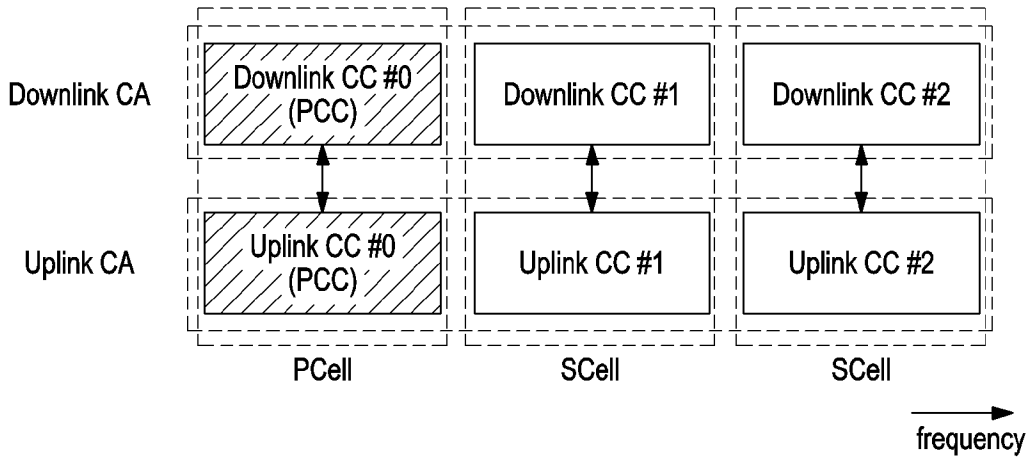 Downlink CA
Downlink CC #0
(PCC)
Downlink CC #1
Downlink CC #2
Uplink CA
Uplink CC #0
(PCC)
Uplink CC #1
Uplink CC #2
PCell
SCell
SCell
frequency